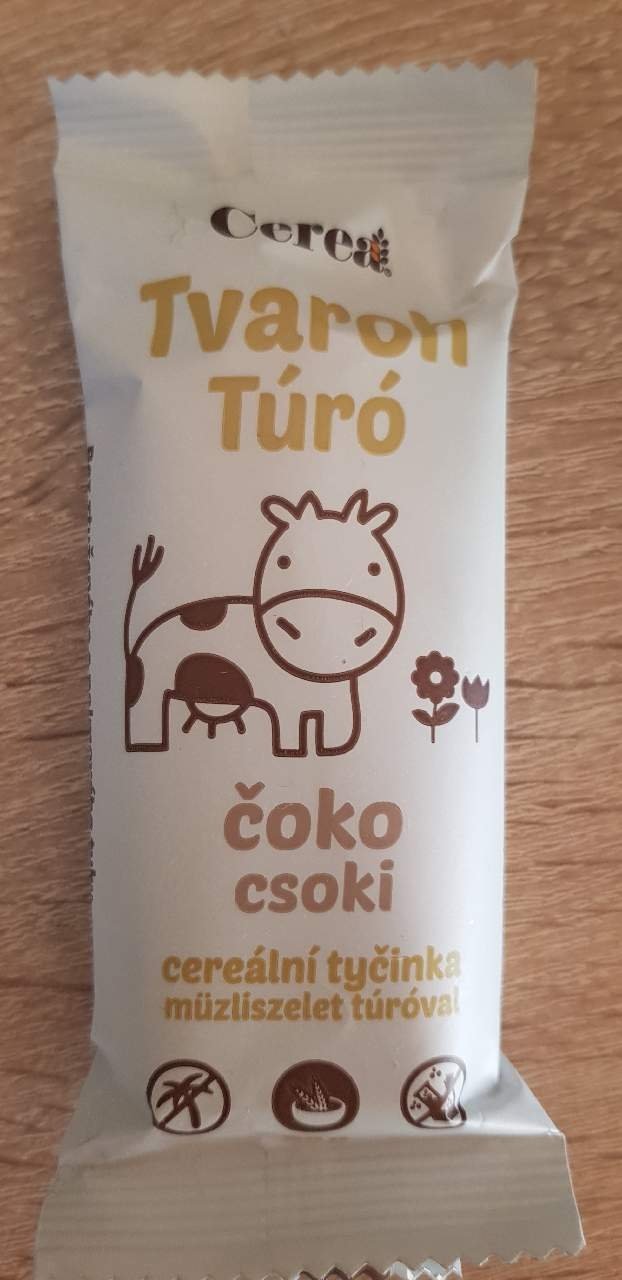 Cerea
Tvaroh
Túró
čoko
csoki
cereální tyčinka
müzliszelet túróval